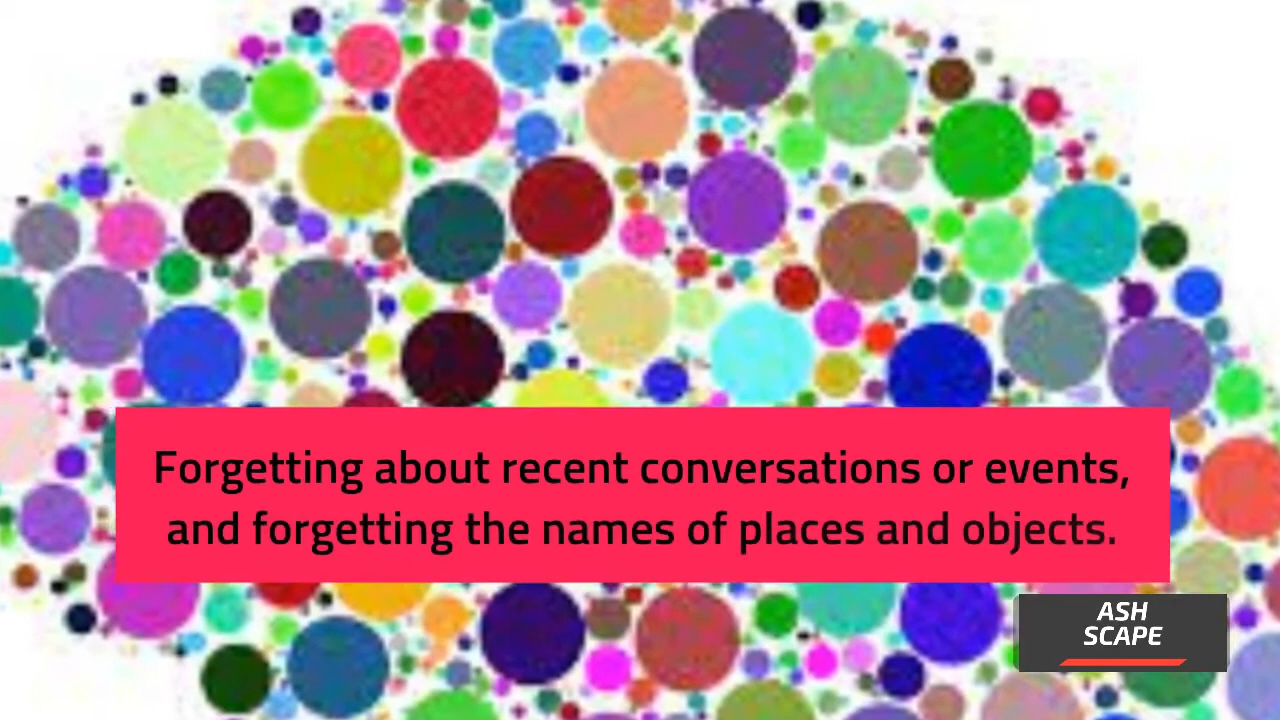 Forgetting about recent conversations or events,
and forgetting the names of places and objects.
ASH
SCAPE